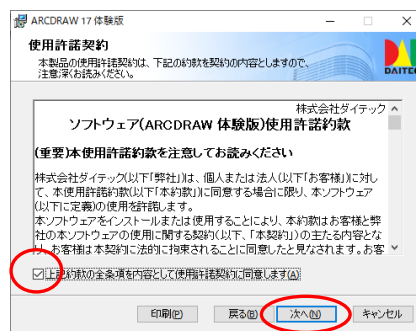 ARCDRAW 17 体験版
使用許諾契約
本製品の使用許諾契約は、下記の約款を契約の内容としますので、
注意深くお読みください。
DAITEC
株式会社ダイテック
ソフトウェア(ARCDRAW 体験版)使用許諾約款
(重要)本使用許諾約款を注意してお読みください
株式会社ダイテック(以下「弊社」)は、個人または法人(以下「お客様」)に対し
て、本使用許諾約款(以下「本約款」)に同意する場合に限り、本ソフトウェア
(以下に定義)の使用を許諾します。
本ソフトウェアをインストールまたは使用することにより、本約款はお客様と弊
社の本ソフトウェアの使用に関する契約(以下、「本契約」)の主たる内容とな
り、お客様は本契約に法的に拘束されることに同意したと見なされます。お客
上記約款の全条項を内容として使用許諾契約に同意します(A)
印刷(P)
戻る(B)
次へ(N)
キャンセル